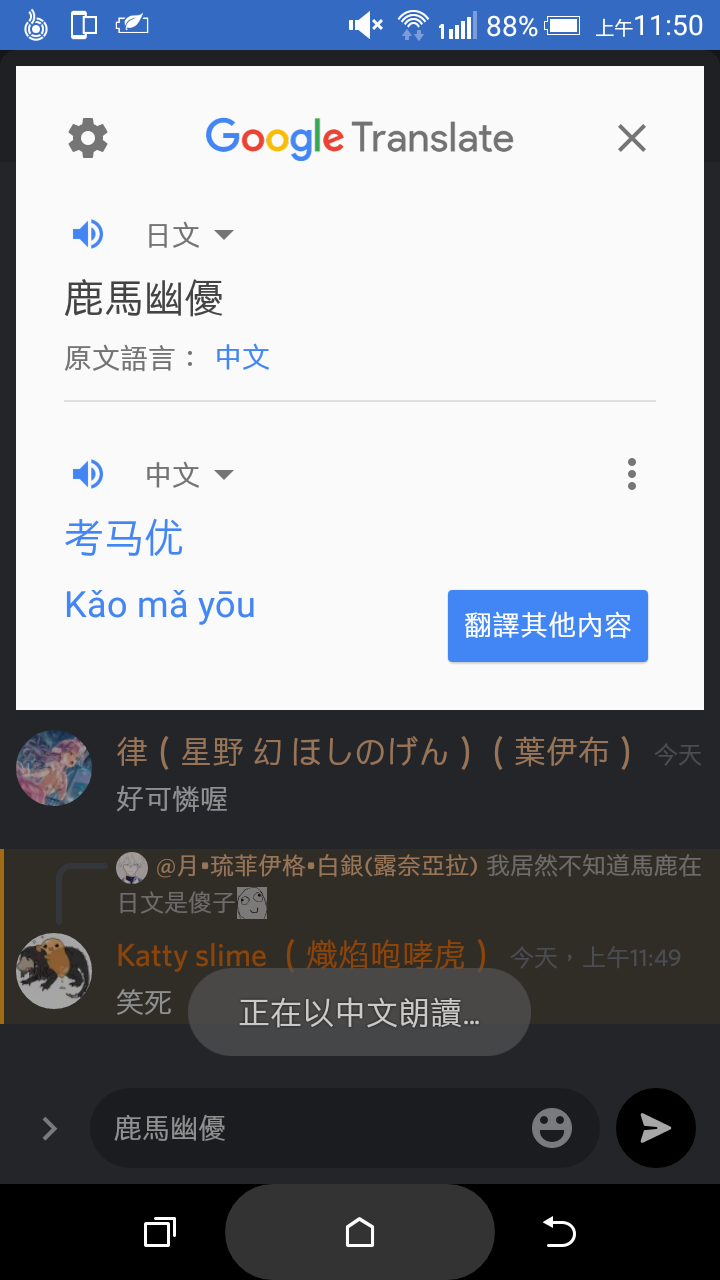 88% 上午11:50
Google Translate
日文
鹿馬幽優
原文語言： 中文
中文
考马优
Kǎo mǎ yōu
翻譯其他內容
律（星野 幻 ほしのげん）（葉伊布） 今天
好可憐喔
@月•琉菲伊格•白銀(露奈亞拉) 我居然不知道馬鹿在
日文是傻子
Katty slime （熾焰咆哮虎） 今天，上午11:49
笑死
正在以中文朗讀...
鹿馬幽優